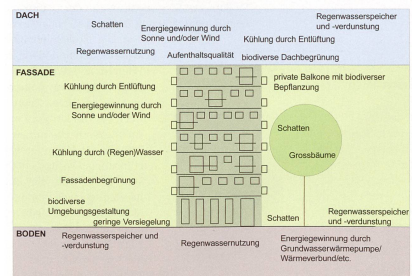 DACH
Schatten
Energiegewinnung durch
Sonne und/oder Wind
Regenwasserspeicher
und -verdunstung
Kühlung durch Entlüftung
Regenwassernutzung
Aufenthaltsqualität
biodiverse Dachbegrünung
FASSADE
Kühlung durch Entlüftung
private Balkone mit biodiverser
Bepflanzung
Energiegewinnung durch
Sonne und/oder Wind
Schatten
Grossbäume
Kühlung durch (Regen)Wasser
Fassadenbegrünung
biodiverse
Umgebungsgestaltung
geringe Versiegelung
Schatten
Regenwasserspeicher
und -verdunstung
BODEN
Regenwasserspeicher und
-verdunstung
Regenwassernutzung
Energiegewinnung durch
Grundwasserwärmepumpe/
Wärmeverbund/etc.